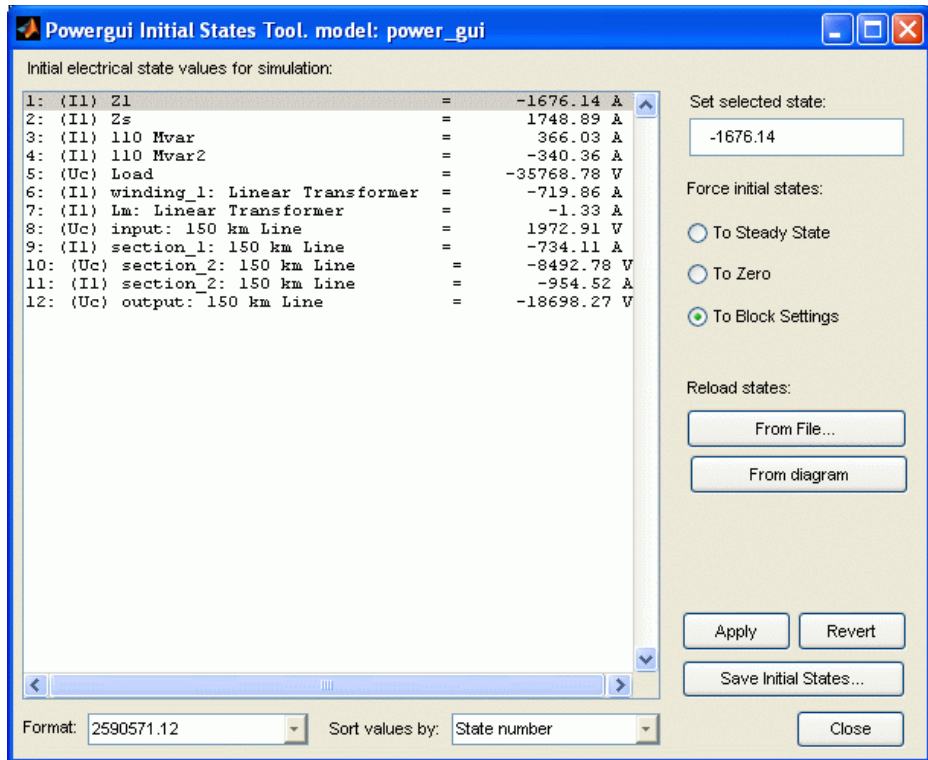 Powergui Initial States Tool. model: power_gui
Initial electrical state values for simulation:
1: (Il) Zl = -1676.14 A
2: (Il) Zs = 1748.89 A
3: (Il) 110 Mvar = 366.03 A
4: (Il) 110 Mvar2 = -340.36 A
5: (Uc) Load = -35768.78 V
6: (Il) winding_1: Linear Transformer = -719.86 A
7: (Il) Lm: Linear Transformer = -1.33 A
8: (Uc) input: 150 km Line = 1972.91 V
9: (Il) section_1: 150 km Line = -734.11 A
10: (Uc) section_2: 150 km Line = -8492.78 V
11: (Il) section_2: 150 km Line = -954.52 A
12: (Uc) output: 150 km Line = -18698.27 V
Set selected state:
-1676.14
Force initial states:
To Steady State
To Zero
To Block Settings
Reload states:
From File...
From diagram
Apply Revert
Save Initial States...
Format: 2590571.12 Sort values by: State number Close